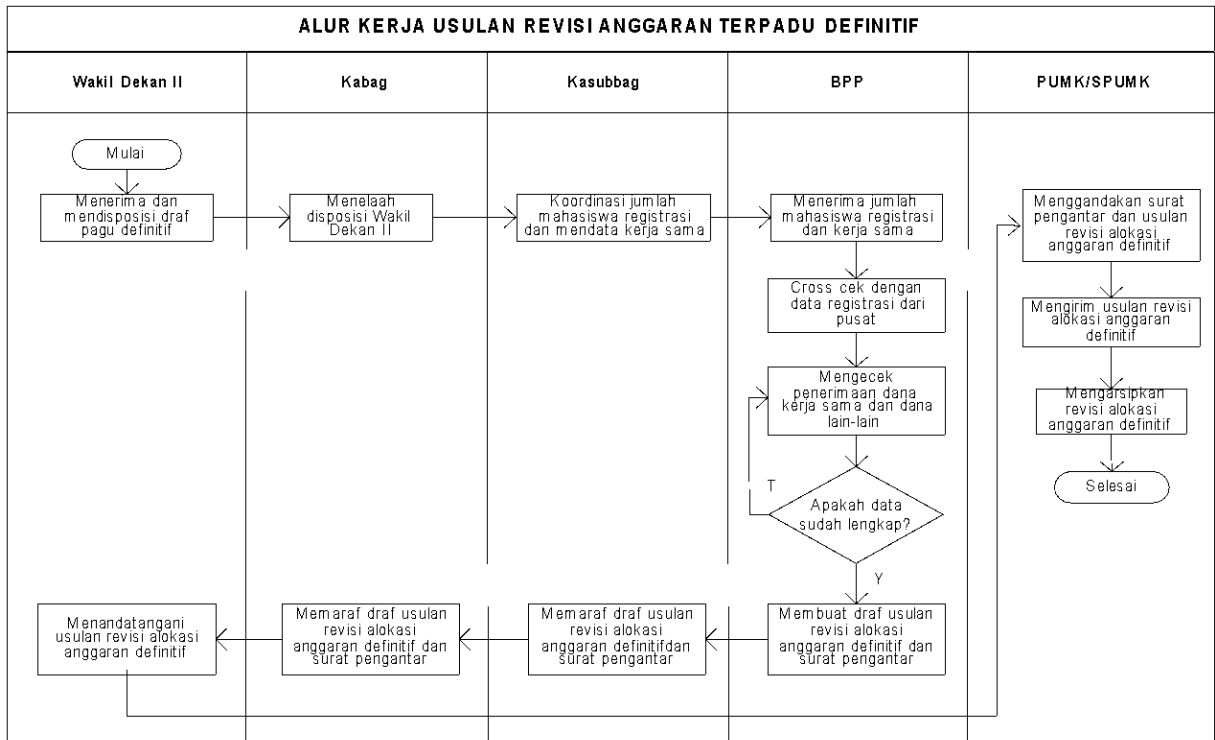 ALUR KERJA USULAN REVISI ANGGARAN TERPADU DEFINITIF
Wakil Dekan II
Kabag
Kasubbag
BPP
PUMK/SPUMK
Mulai
Menerima dan
mendisposi draf
pagu definitif
Menelaah
disposisi Wakil
Dekan II
Koordinasi jumlah
mahasiswa registrasi
dan mendata kerja sama
Menerima jumlah
mahasiswa registrasi
dan kerja sama
Cross cek dengan
data registrasi dari
pusat
Mengecek
penerimaan dana
kerja sama dan dana
lain-lain
T
Apakah data
sudah lengkap?
Y
Membuat draf usulan
revisi alokasi
anggaran definitif dan
surat pengantar
Memaraf draf usulan
revisi alokasi
anggaran definitifdan
surat pengantar
Memaraf draf usulan
revisi alokasi
anggaran definitif dan
surat pengantar
Menandatangani
usulan revisi alokasi
anggaran definitif
Menggandakan surat
pengantar dan usulan
revisi alokasi
anggaran definitif
Mengirim usulan revisi
alokasi anggaran
definitif
Mengarsipkan
revisi alokasi
anggaran definitif
Selesai